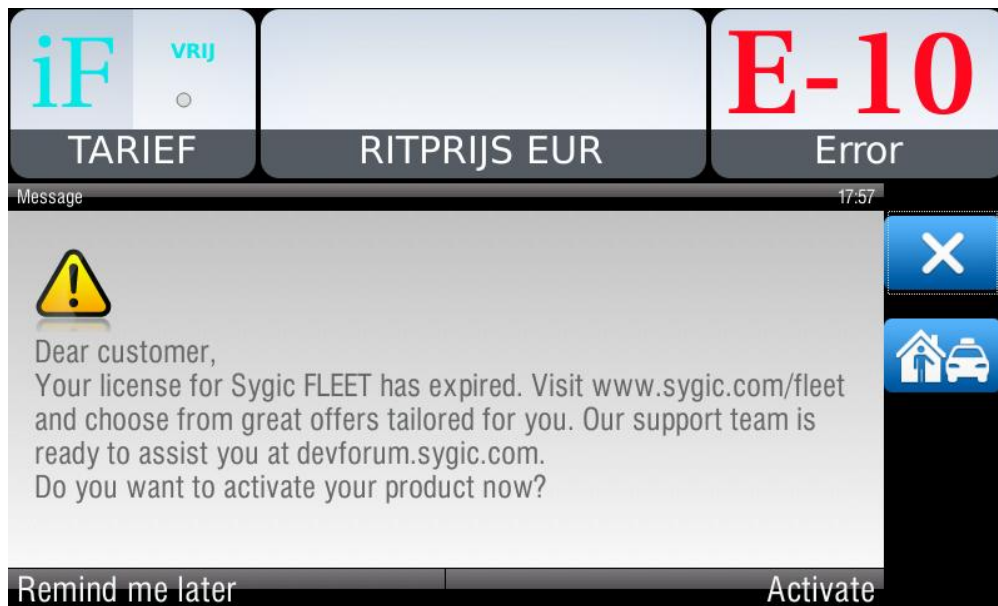 iF
VRIJ
TARIEF
RITPRIJS EUR
E-10
Error
Message
17:57
Dear customer,
Your license for Sygic FLEET has expired. Visit www.sygic.com/fleet
and choose from great offers tailored for you. Our support team is
ready to assist you at devforum.sygic.com.
Do you want to activate your product now?
Remind me later
Activate